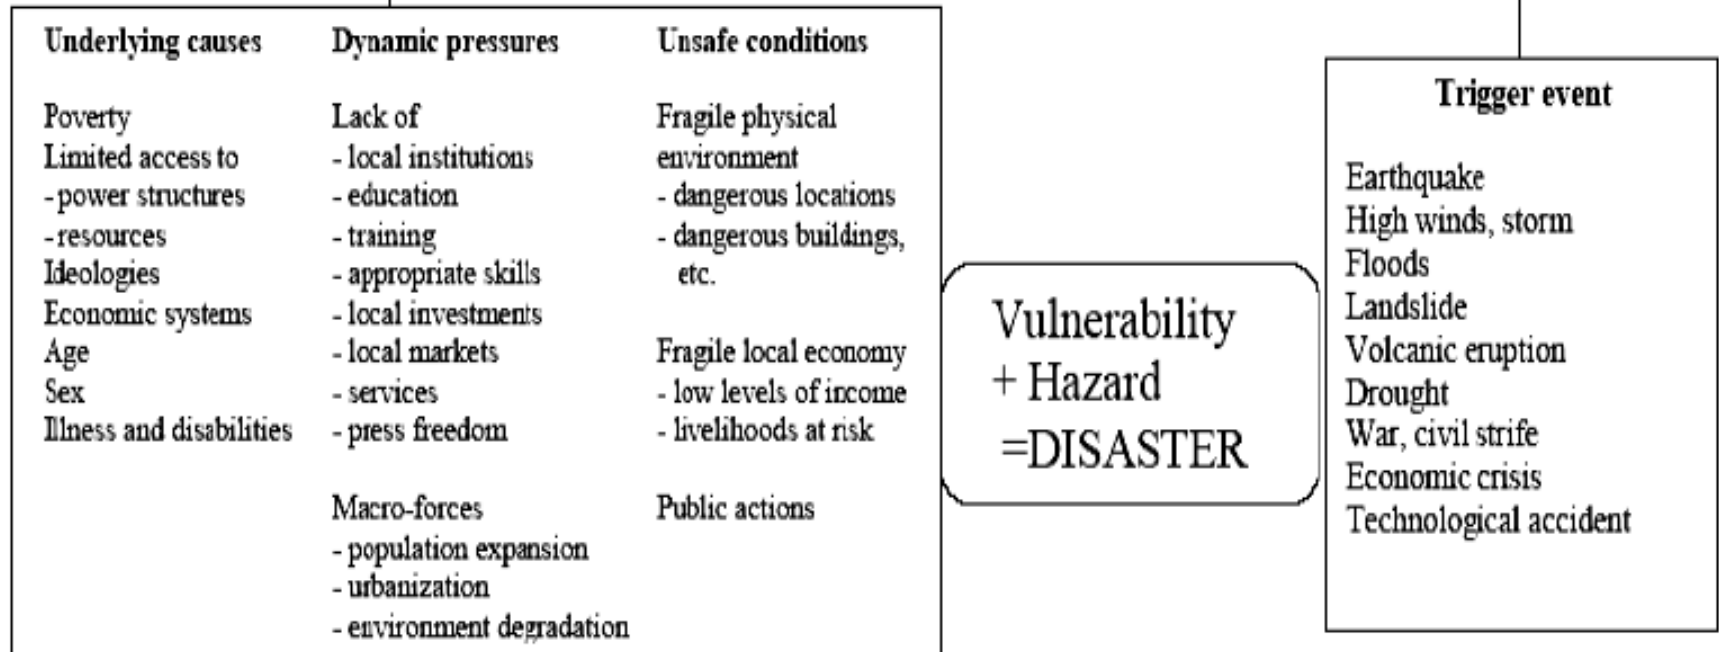 Underlying causes
Poverty
Limited access to
- power structures
- resources
Ideologies
Economic systems
Age
Sex
Illness and disabilities
Dynamic pressures
Lack of
- local institutions
- education
- training
- appropriate skills
- local investments
- local markets
- services
- press freedom
Macro-forces
- population expansion
- urbanization
- environment degradation
Unsafe conditions
Fragile physical
environment
- dangerous locations
- dangerous buildings,
etc.
Fragile local economy
- low levels of income
- livelihoods at risk
Public actions
Vulnerability
+ Hazard
=DISASTER
Trigger event
Earthquake
High winds, storm
Floods
Landslide
Volcanic eruption
Drought
War, civil strife
Economic crisis
Technological accident